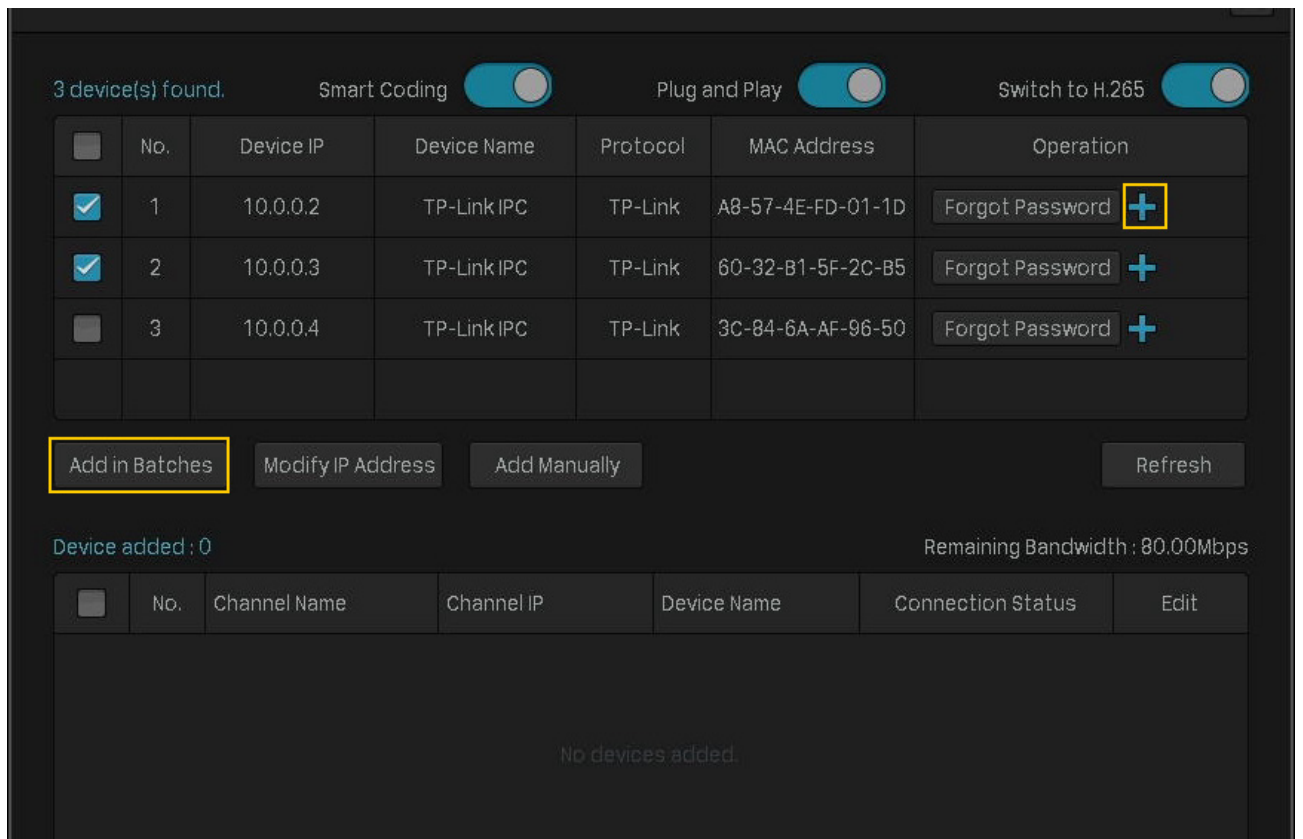 3 device(s) found. Smart Coding Plug and Play Switch to H.265
No. Device IP Device Name Protocol MAC Address Operation
1 10.0.0.2 TP-Link IPC TP-Link A8-57-4E-FD-01-1D Forgot Password
2 10.0.0.3 TP-Link IPC TP-Link 60-32-B1-5F-2C-B5 Forgot Password
3 10.0.0.4 TP-Link IPC TP-Link 3C-84-6A-AF-96-50 Forgot Password
Add in Batches Modify IP Address Add Manually Refresh
Device added : 0 Remaining Bandwidth : 80.00Mbps
No. Channel Name Channel IP Device Name Connection Status Edit
No devices added.